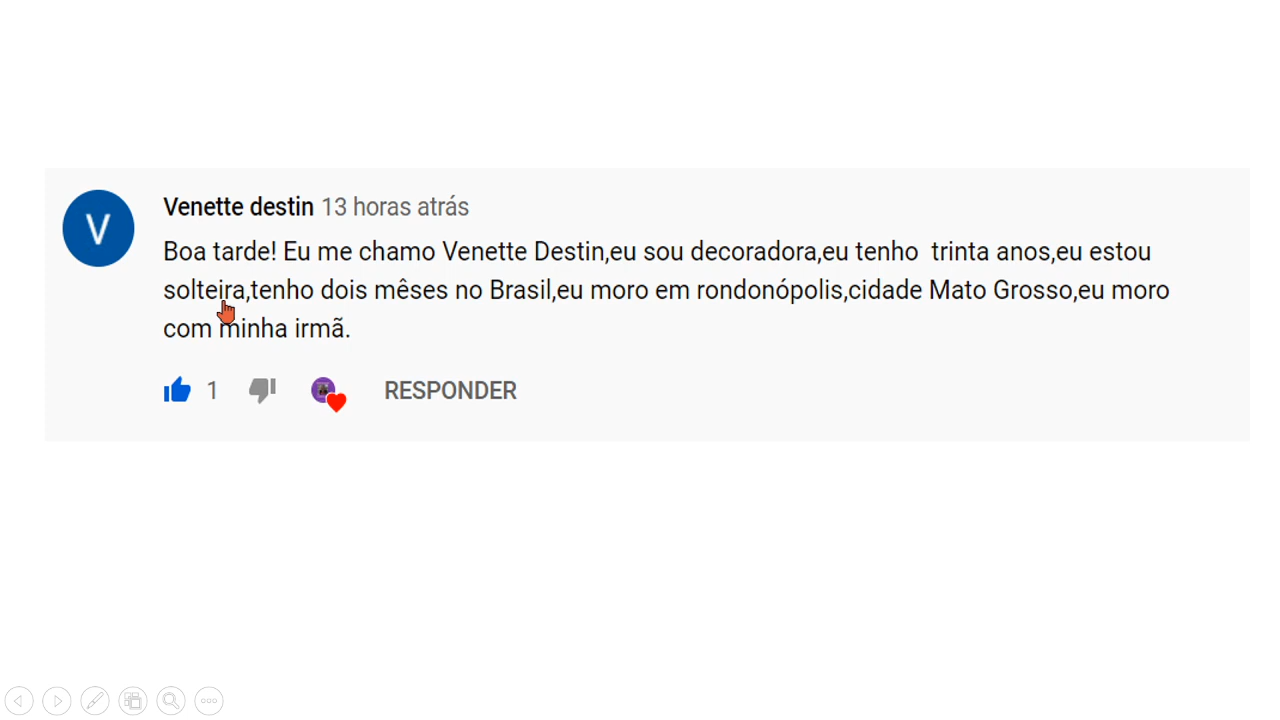 Venette destin 13 horas atrás
Boa tarde! Eu me chamo Venette Destin,eu sou decoradora,eu tenho  trinta anos,eu estou
solteira,tenho dois mêses no Brasil,eu moro em rondonópolis,cidade Mato Grosso,eu moro
com minha irmã.
1 RESPONDER
V